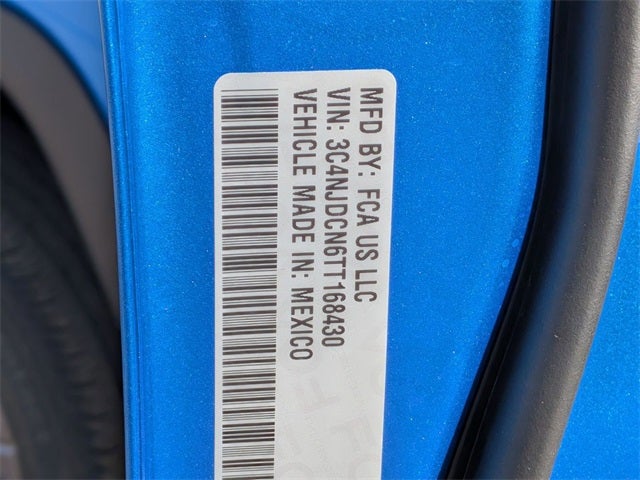 MFD BY: FCA US LLC
VIN: 3C4NJDCN6TT168430
VEHICLE MADE IN: MEXICO